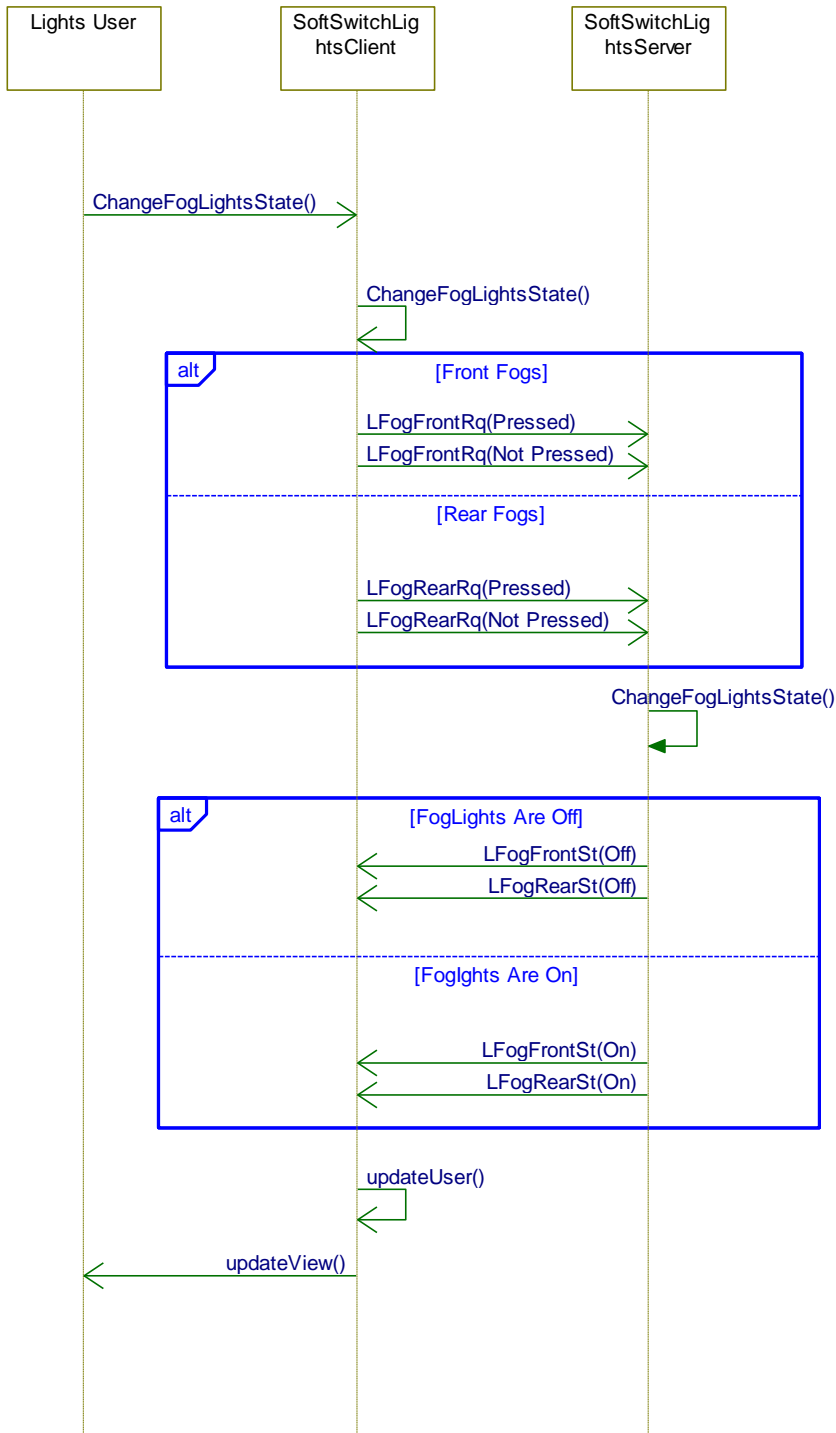 Lights User
SoftSwitchLig
htsClient
SoftSwitchLig
htsServer
ChangeFogLightsState()
ChangeFogLightsState()
alt
[Front Fogs]
LFogFrontRq(Pressed)
LFogFrontRq(Not Pressed)
[Rear Fogs]
LFogRearRq(Pressed)
LFogRearRq(Not Pressed)
ChangeFogLightsState()
alt
[FogLights Are Off]
LFogFrontSt(Off)
LFogRearSt(Off)
[FogIghts Are On]
LFogFrontSt(On)
LFogRearSt(On)
updateUser()
updateView()